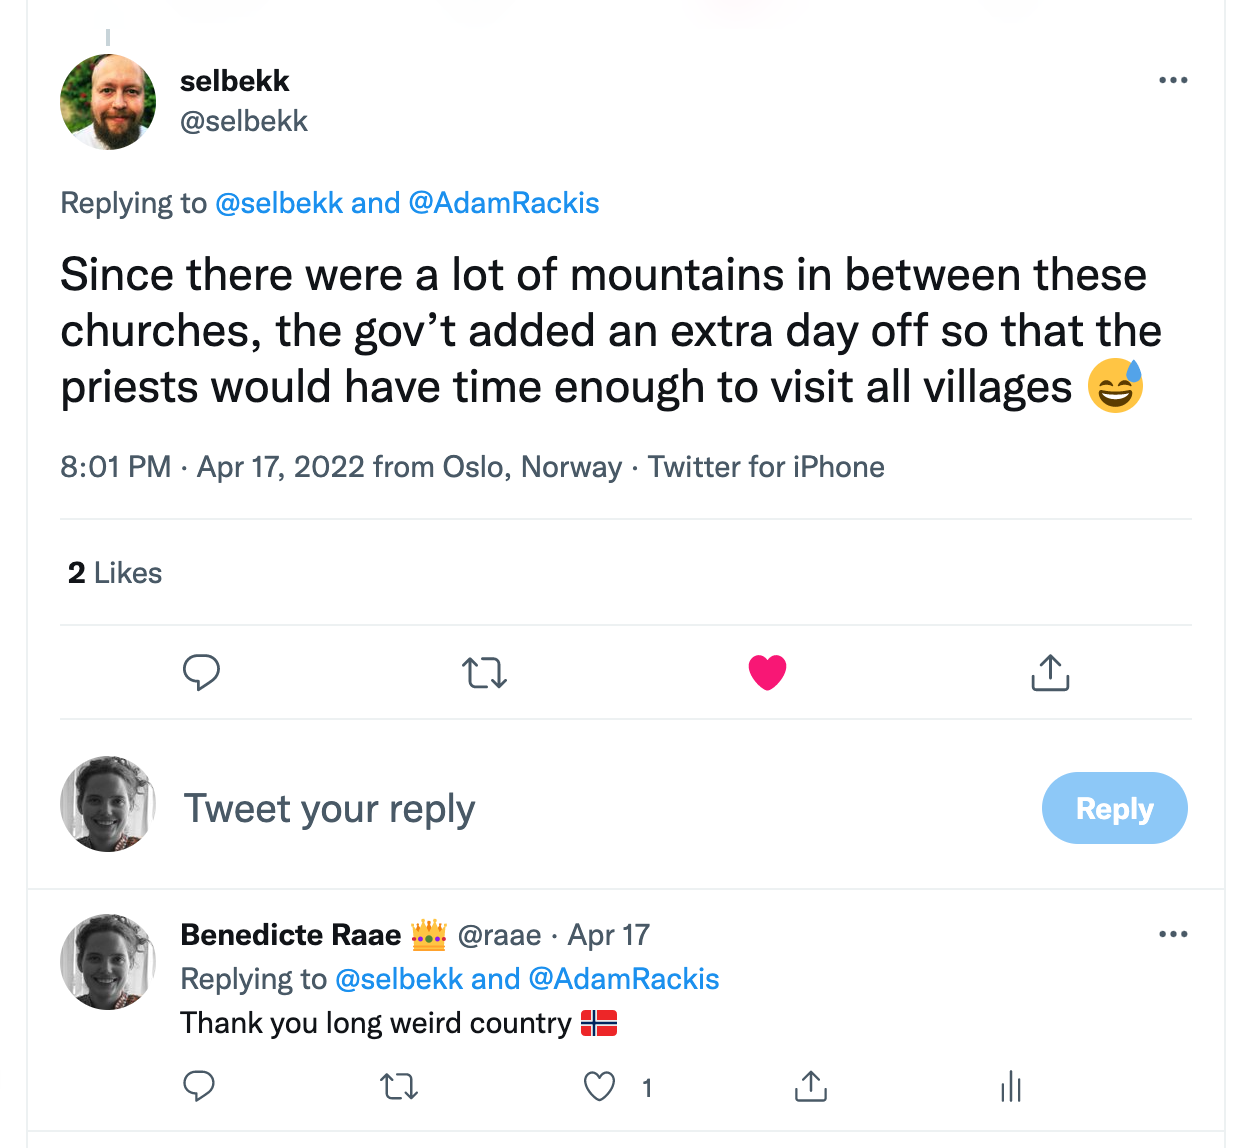 selbekk
@selbekk
Replying to @selbekk and @AdamRackis
Since there were a lot of mountains in between these
churches, the gov’t added an extra day off so that the
priests would have time enough to visit all villages 😅
8:01 PM · Apr 17, 2022 from Oslo, Norway · Twitter for iPhone
2 Likes
Tweet your reply
Reply
Benedicte Raae 👑 @raae · Apr 17
Replying to @selbekk and @AdamRackis
Thank you long weird country 🇳🇴
1